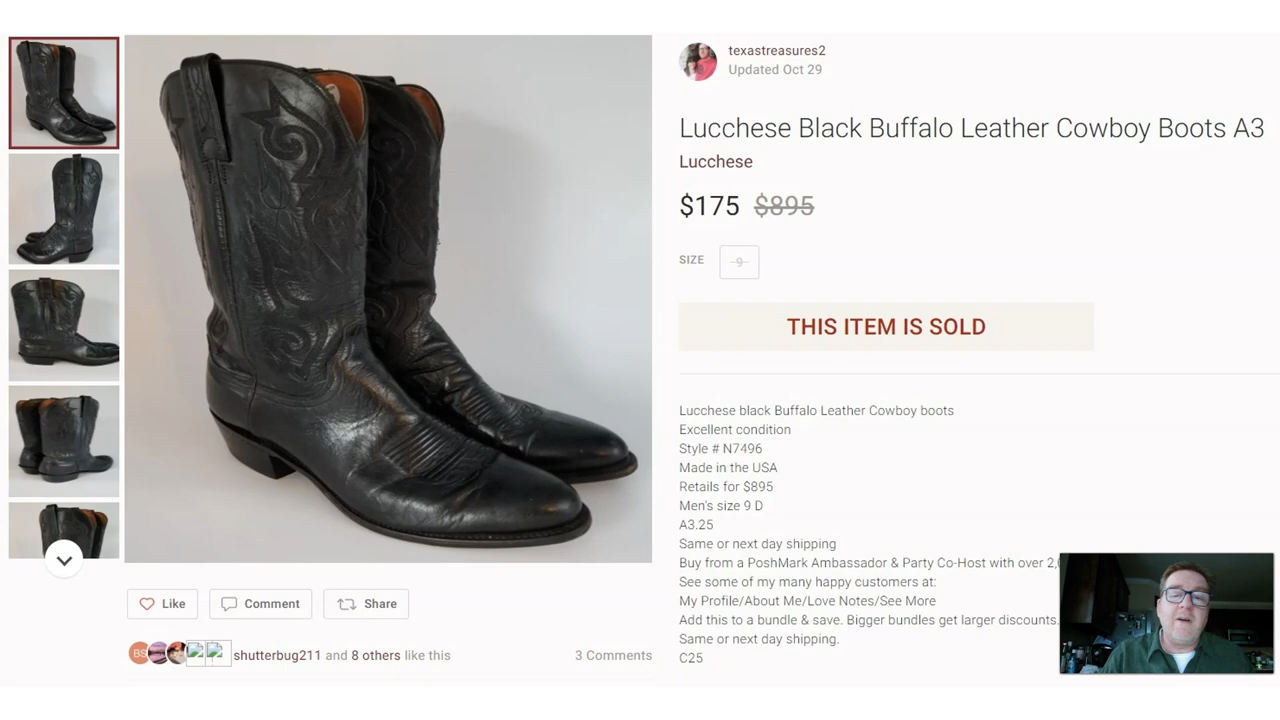 texastreasures2
Updated Oct 29
Lucchese Black Buffalo Leather Cowboy Boots A3
Lucchese
$175 $895
SIZE 9
THIS ITEM IS SOLD
Lucchese black Buffalo Leather Cowboy boots
Excellent condition
Style # N7496
Made in the USA
Retails for $895
Men's size 9 D
A3.25
Same or next day shipping
Buy from a PoshMark Ambassador & Party Co-Host with over
See some of my many happy customers at:
My Profile/About Me/Love Notes/See More
Add this to a bundle & save. Bigger bundles get larger discounts.
Same or next day shipping.
C25
Like
Comment
Share
BS
shutterbug211 and 8 others like this
3 Comments